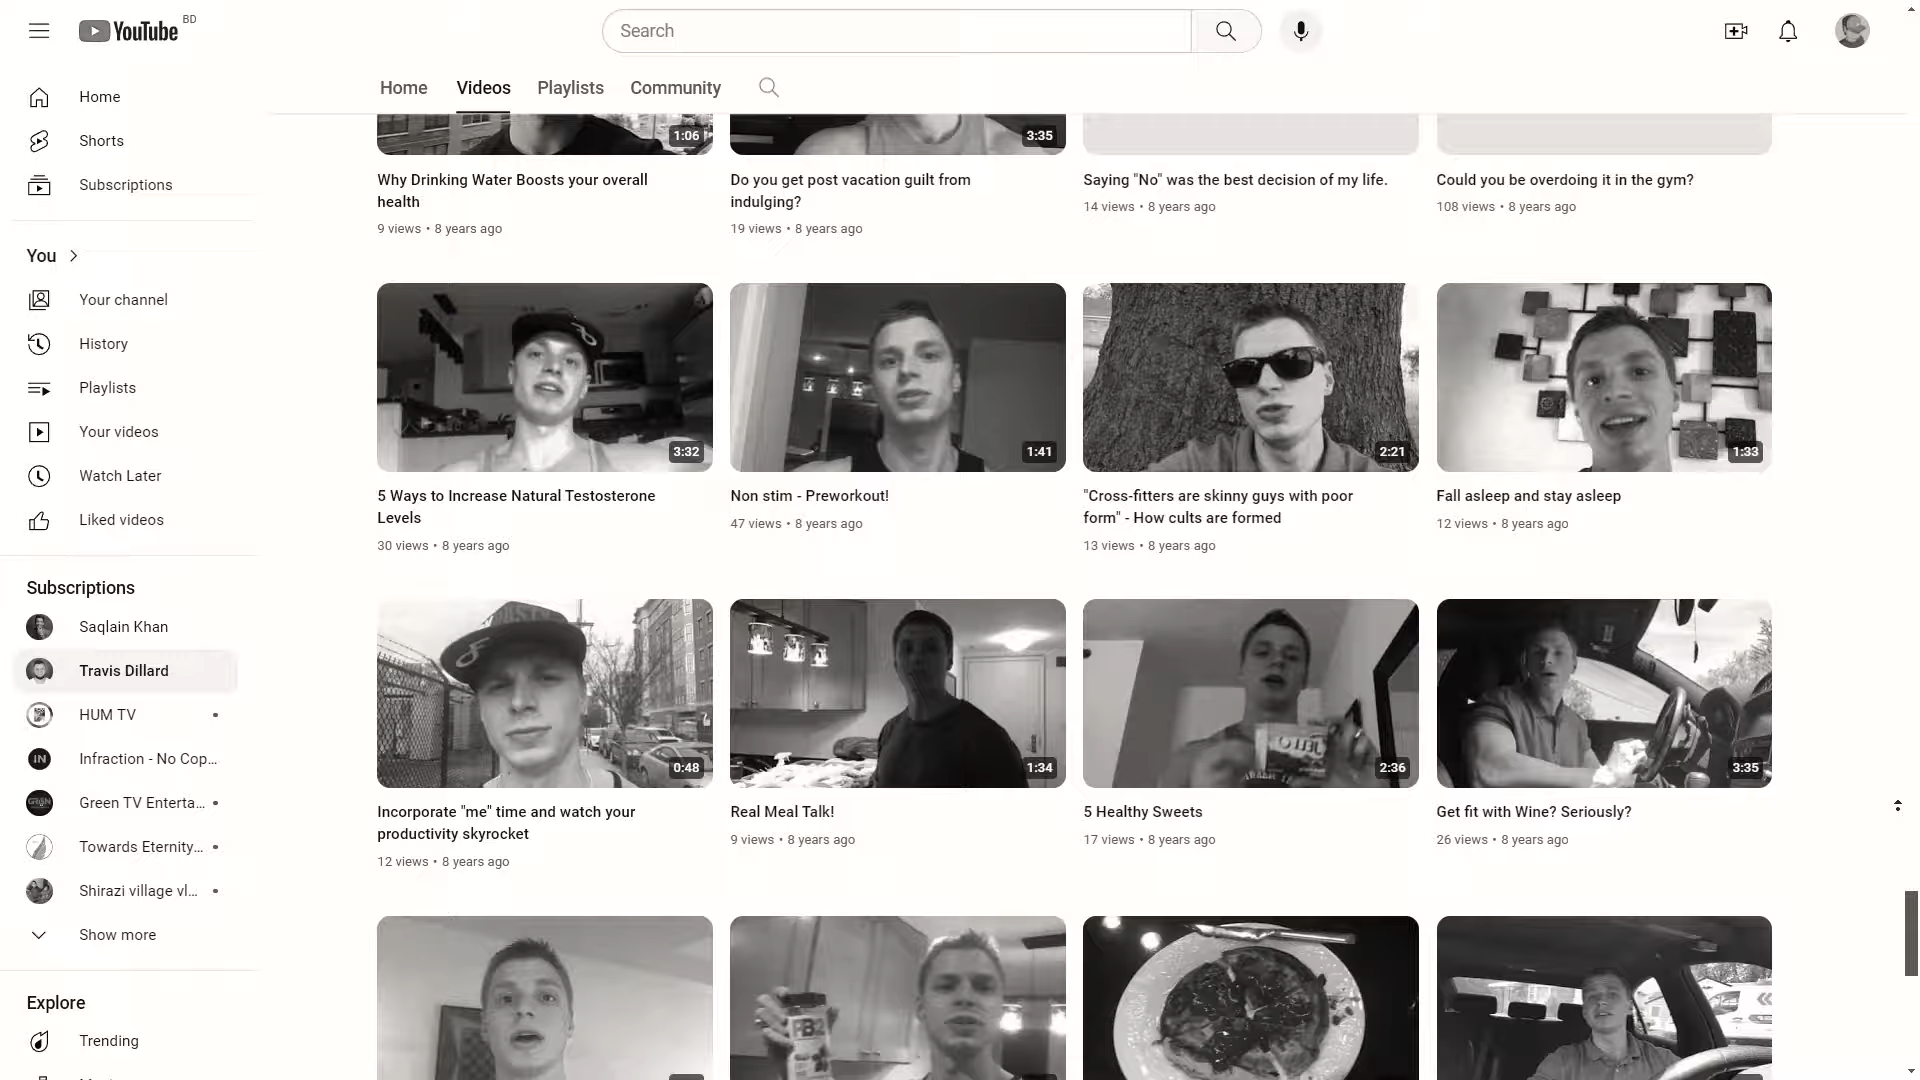 YouTube BD
Search
Home
Shorts
Subscriptions
You
Your channel
History
Playlists
Your videos
Watch Later
Liked videos
Subscriptions
Saqlain Khan
Travis Dillard
HUM TV
IN
Infraction - No Cop...
Green TV Enterta...
Towards Eternity...
Shirazi village vl...
Show more
Explore
Trending
Home Videos Playlists Community
1:06
3:35
Why Drinking Water Boosts your overall
health
9 views • 8 years ago
Do you get post vacation guilt from
indulging?
19 views • 8 years ago
Saying "No" was the best decision of my life.
14 views • 8 years ago
Could you be overdoing it in the gym?
108 views • 8 years ago
3:32
1:41
2:21
1:33
5 Ways to Increase Natural Testosterone
Levels
30 views • 8 years ago
Non stim - Preworkout!
47 views • 8 years ago
"Cross-fitters are skinny guys with poor
form" - How cults are formed
13 views • 8 years ago
Fall asleep and stay asleep
12 views • 8 years ago
0:48
1:34
2:36
3:35
Incorporate "me" time and watch your
productivity skyrocket
12 views • 8 years ago
Real Meal Talk!
9 views • 8 years ago
5 Healthy Sweets
17 views • 8 years ago
Get fit with Wine? Seriously?
26 views • 8 years ago
PB2